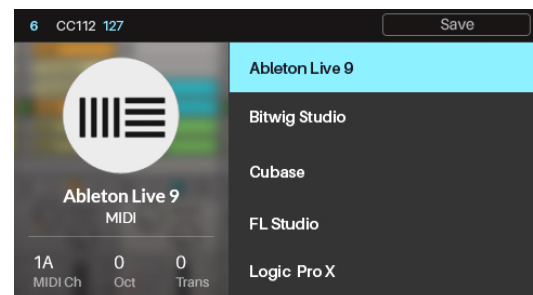 6 CC112 127 Save
Ableton Live 9
Bitwig Studio
Cubase
FL Studio
Logic Pro X
Ableton Live 9
MIDI
1A 0 0
MIDI Ch Oct Trans